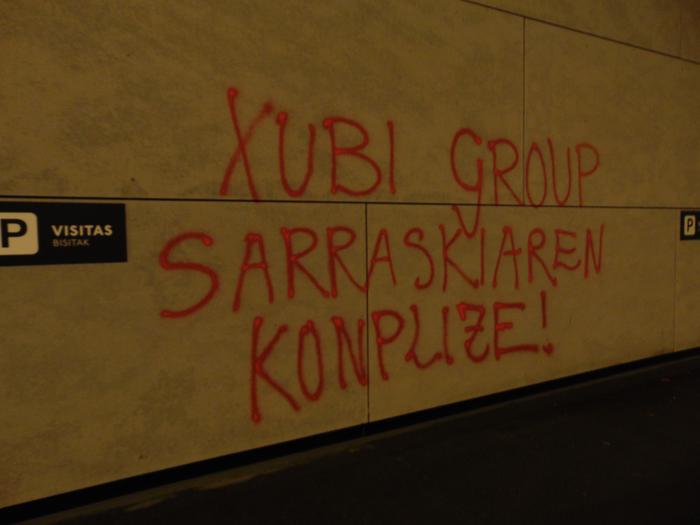 XUBI GROUP
SARRASKIAREN
KONPLIZE!
P VISITAS
BISITAK
P